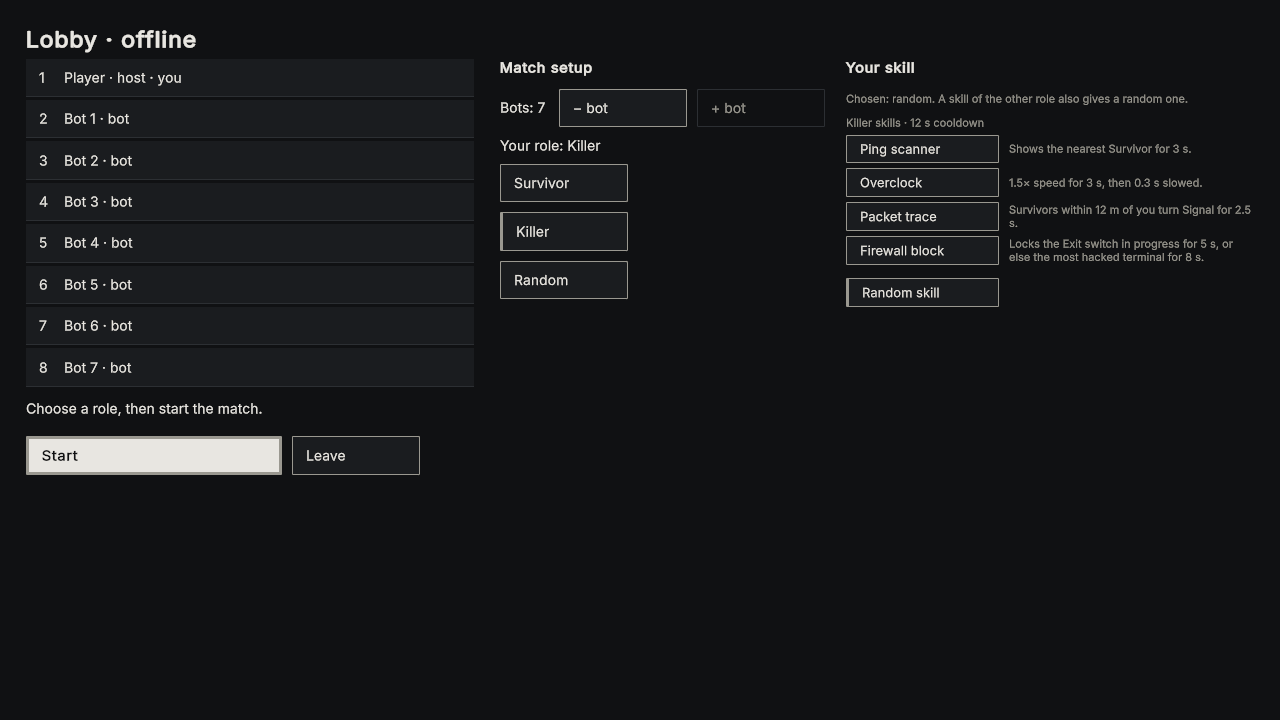 Lobby · offline
1 Player · host · you
2 Bot 1 · bot
3 Bot 2 · bot
4 Bot 3 · bot
5 Bot 4 · bot
6 Bot 5 · bot
7 Bot 6 · bot
8 Bot 7 · bot
Choose a role, then start the match.
Start
Leave
Match setup
Bots: 7
– bot
+ bot
Your role: Killer
Survivor
Killer
Random
Your skill
Chosen: random. A skill of the other role also gives a random one.
Killer skills · 12 s cooldown
Ping scanner
Shows the nearest Survivor for 3 s.
Overclock
1.5× speed for 3 s, then 0.3 s slowed.
Packet trace
Survivors within 12 m of you turn Signal for 2.5
s.
Firewall block
Locks the Exit switch in progress for 5 s, or
else the most hacked terminal for 8 s.
Random skill